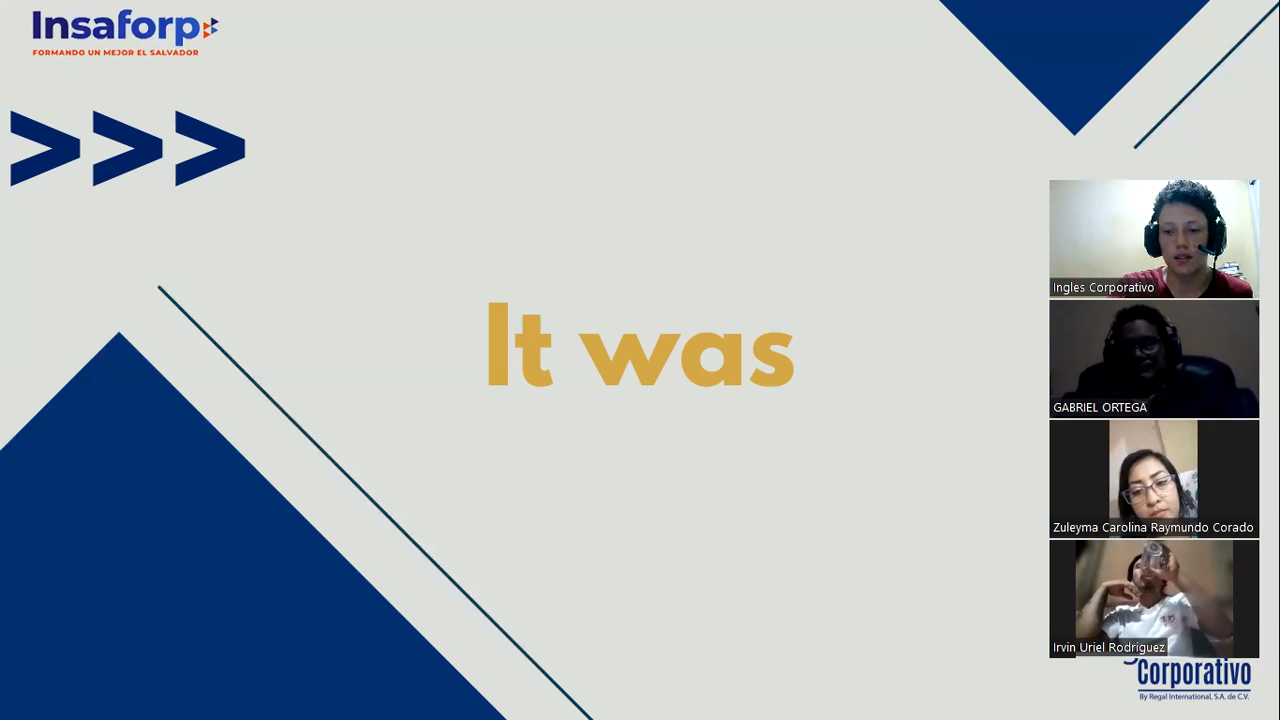 Insaforp
FORMANDO UN MEJOR EL SALVADOR
>>>
It was
Ingles Corporativo
GABRIEL ORTEGA
Zuleyma Carolina Raymundo Corado
Irvin Uriel Rodriguez
Corporativo
By Regal International, S.A. de C.V.